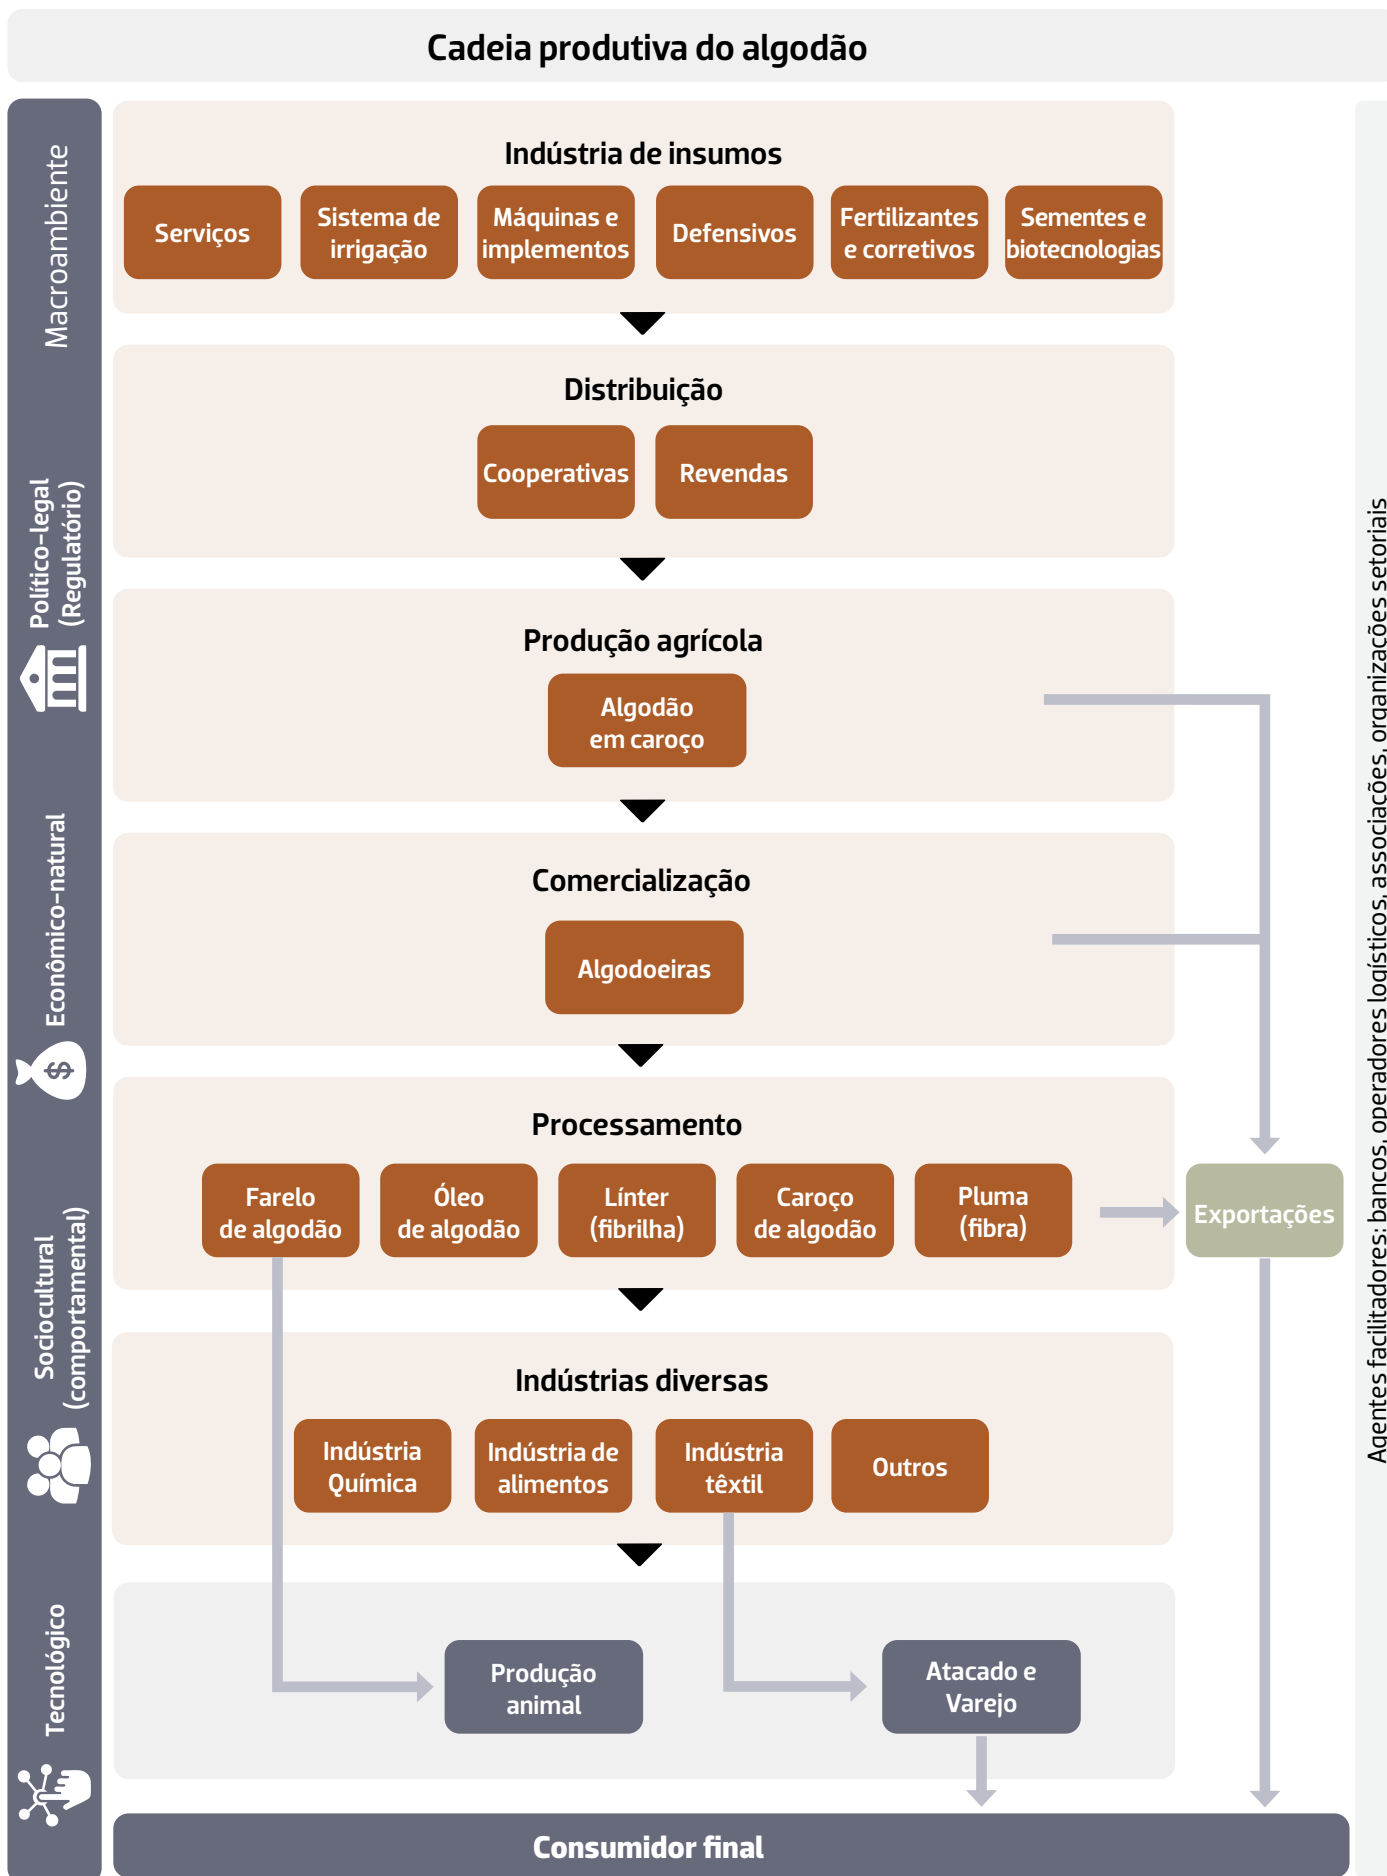 Cadeia produtiva do algodão
Macroambiente
Político-legal
(Regulatório)
Econômico-natural
$
Sociocultural
(comportamental)
Tecnológico
Indústria de insumos
Serviços
Sistema de
irrigação
Máquinas e
implementos
Defensivos
Fertilizantes
e corretivos
Sementes e
biotecnologias
Distribuição
Cooperativas
Revendas
Produção agrícola
Algodão
em caroço
Comercialização
Algodoeiras
Processamento
Farelo
de algodão
Óleo
de algodão
Línter
(fibrilha)
Caroço
de algodão
Pluma
(fibra)
Exportações
Indústrias diversas
Indústria
Química
Indústria de
alimentos
Indústria
têxtil
Outros
Produção
animal
Atacado e
Varejo
Consumidor final
Agentes facilitadores: bancos, operadores logísticos, associações, organizações setoriais